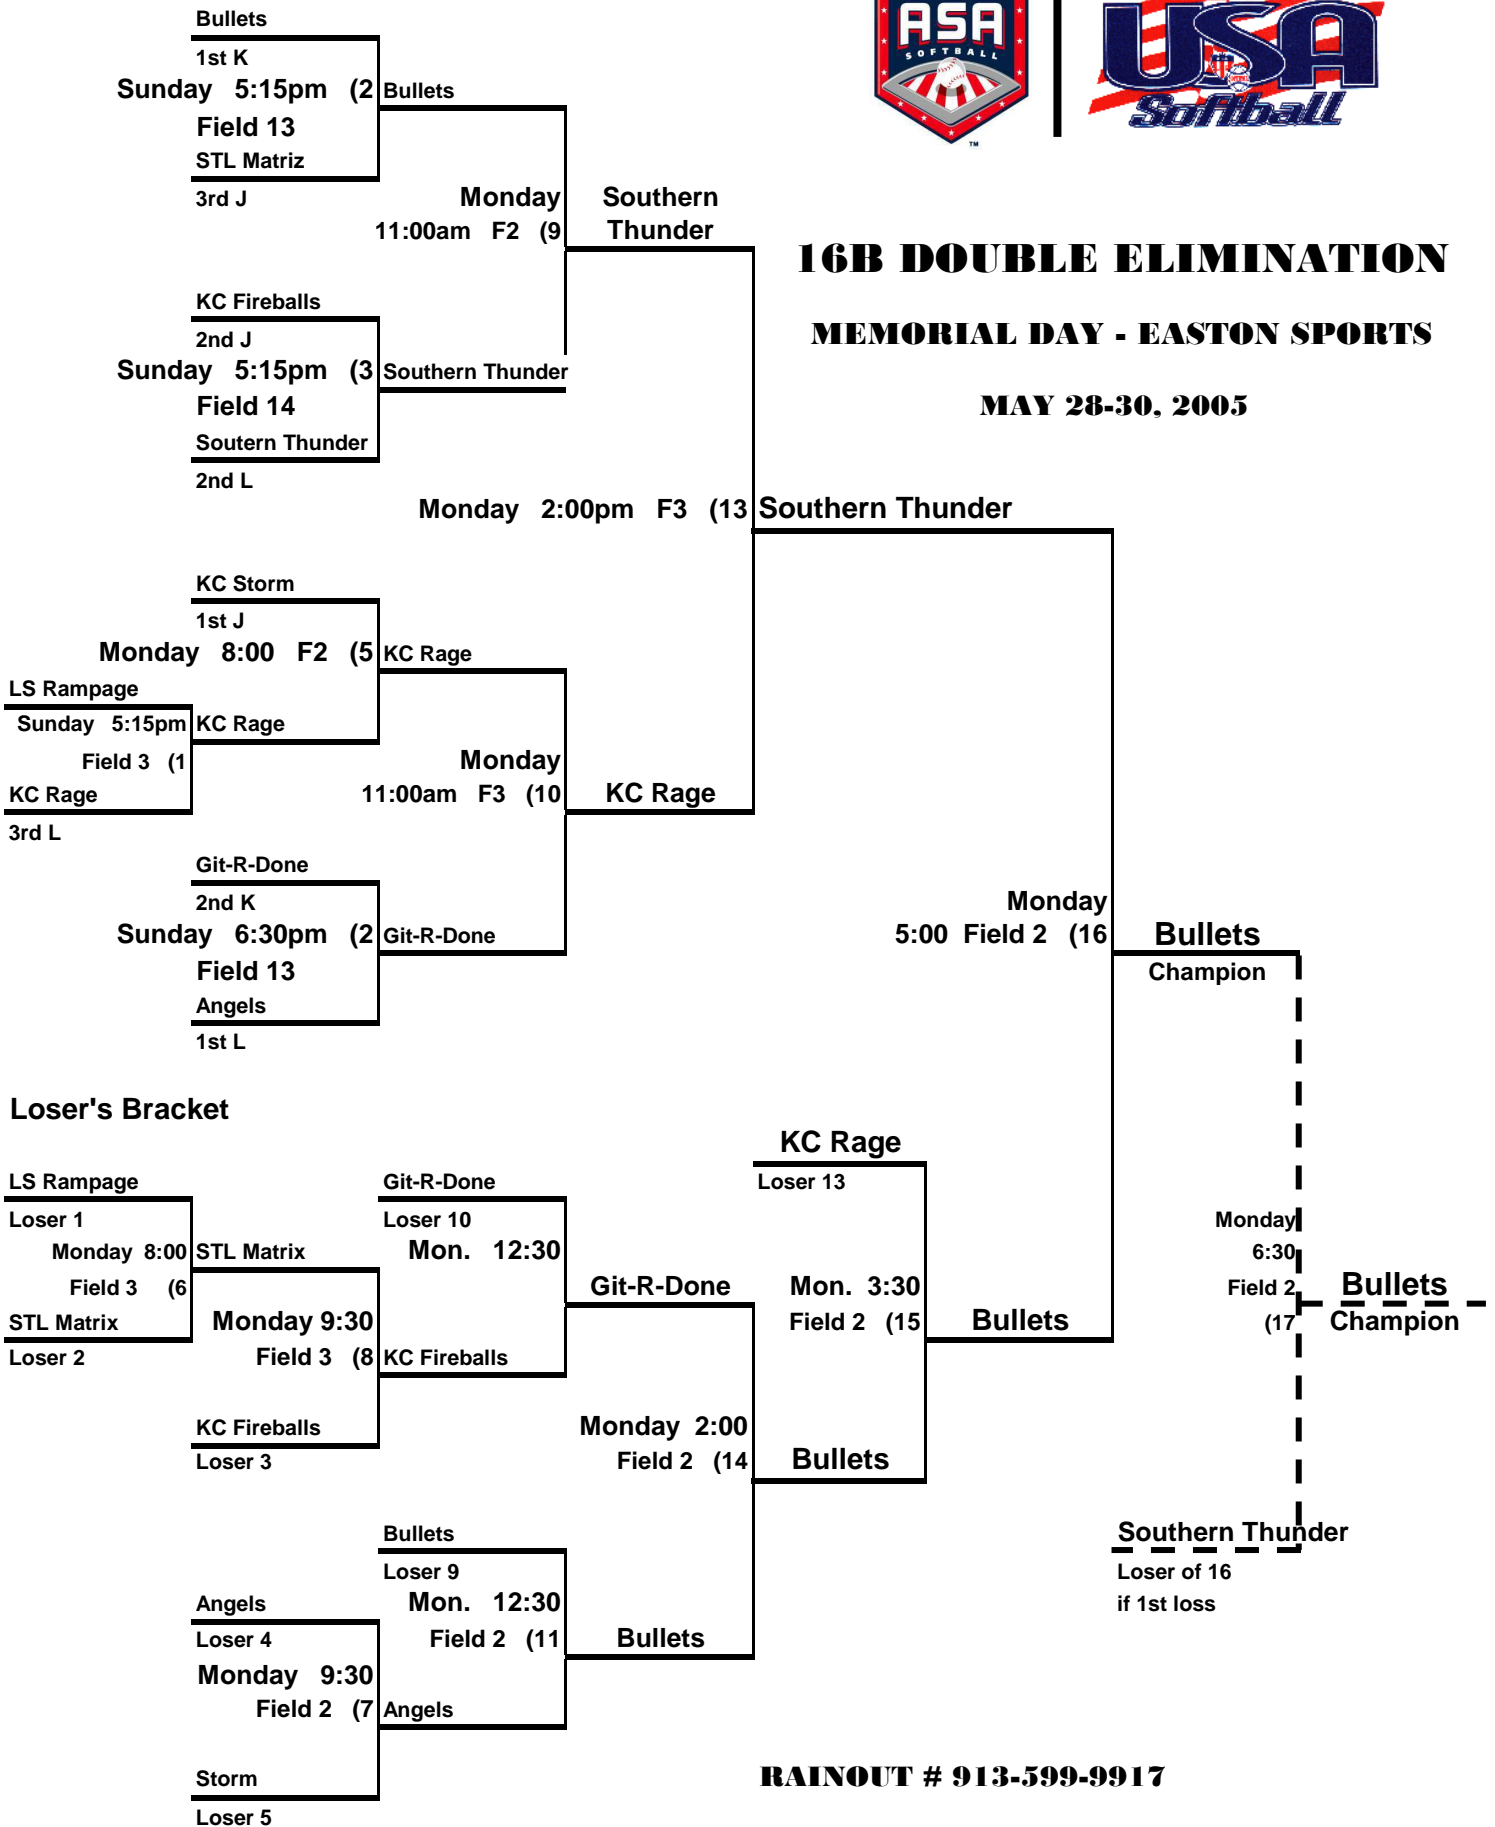 Bullets
1st K
Sunday 5:15pm (2
Bullets
Field 13
STL Matriz
3rd J
ASA
SOFTBALL
TM
USA
Softball
Monday
11:00am F2 (9
Southern
Thunder
16B DOUBLE ELIMINATION
MEMORIAL DAY - EASTON SPORTS
MAY 28-30, 2005
KC Fireballs
2nd J
Sunday 5:15pm (3
Southern Thunder
Field 14
Soutern Thunder
2nd L
Monday 2:00pm F3 (13
Southern Thunder
KC Storm
1st J
Monday 8:00 F2 (5
KC Rage
LS Rampage
Sunday 5:15pm
KC Rage
Field 3 (1
KC Rage
3rd L
Monday
11:00am F3 (10
KC Rage
Git-R-Done
2nd K
Sunday 6:30pm (2
Git-R-Done
Field 13
Angels
1st L
Monday
5:00 Field 2 (16
Bullets
Champion
Loser's Bracket
KC Rage
Loser 13
LS Rampage
Loser 1
Monday 8:00
STL Matrix
Field 3 (6
STL Matrix
Loser 2
Git-R-Done
Loser 10
Mon. 12:30
Git-R-Done
Monday 9:30
Field 3 (8
KC Fireballs
KC Fireballs
Loser 3
Mon. 3:30
Field 2 (15
Bullets
Monday
6:30
Field 2
(17
Bullets
Champion
Monday 2:00
Field 2 (14
Bullets
Bullets
Loser 9
Mon. 12:30
Field 2 (11
Bullets
Southern Thunder
Loser of 16
if 1st loss
Angels
Loser 4
Monday 9:30
Field 2 (7
Angels
Storm
Loser 5
RAINOUT # 913-599-9917